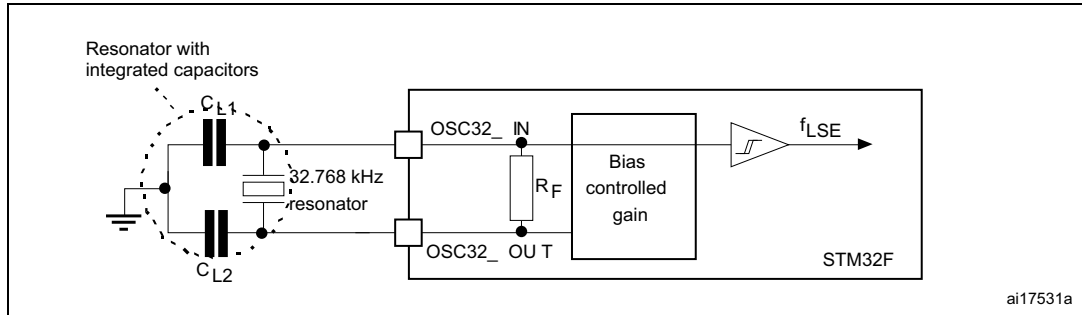 Resonator with
integrated capacitors
CL1
OSC32_ IN
fLSE
32.768 kHz
resonator
RF
Bias
controlled
gain
OSC32_ OU T
STM32F
CL2
ai17531a